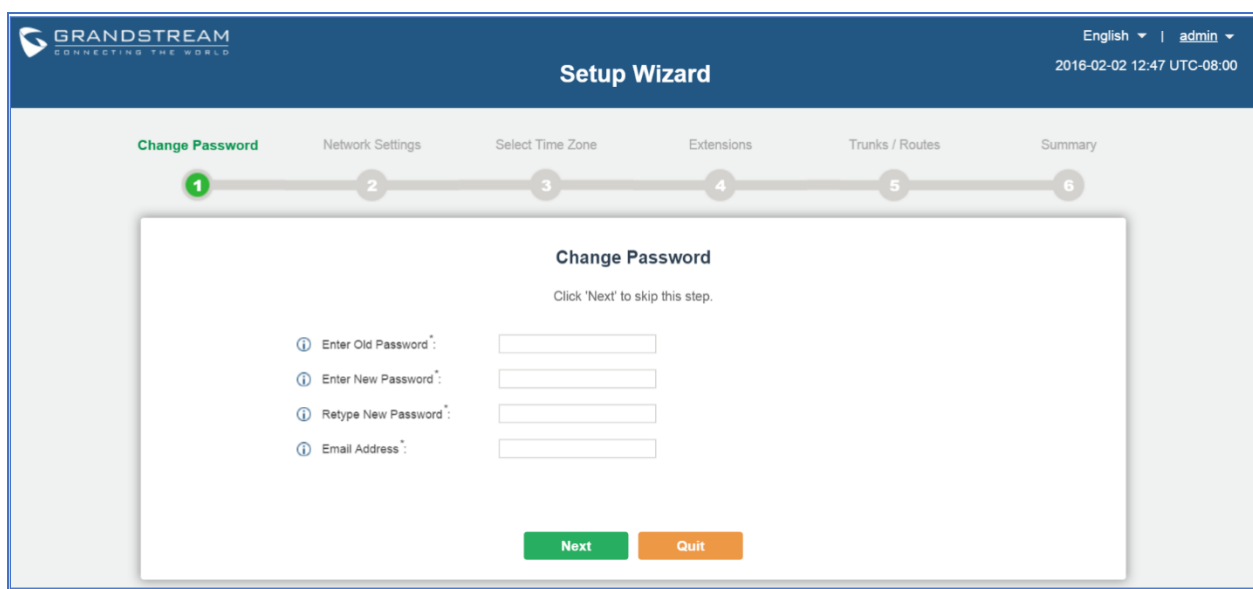 GRANDSTREAM
CONNECTING THE WORLD
English | admin
Setup Wizard
2016-02-02 12:47 UTC-08:00
Change Password Network Settings Select Time Zone Extensions Trunks / Routes Summary
1 2 3 4 5 6
Change Password
Click 'Next' to skip this step.
Enter Old Password*:
Enter New Password*:
Retype New Password*:
Email Address*:
Next Quit